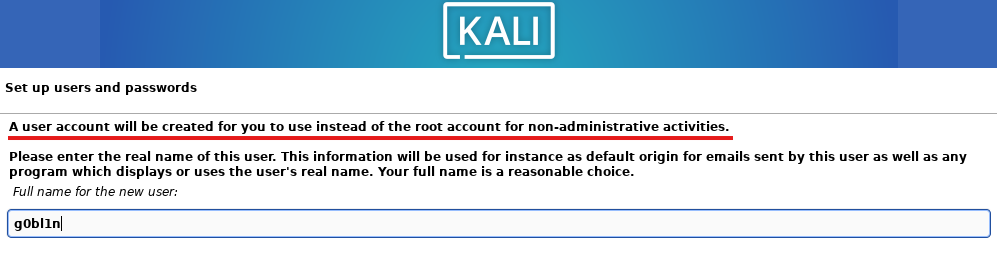 KALI
Set up users and passwords
A user account will be created for you to use instead of the root account for non-administrative activities.
Please enter the real name of this user. This information will be used for instance as default origin for emails sent by this user as well as any
program which displays or uses the user's real name. Your full name is a reasonable choice.
Full name for the new user:
g0bl1n